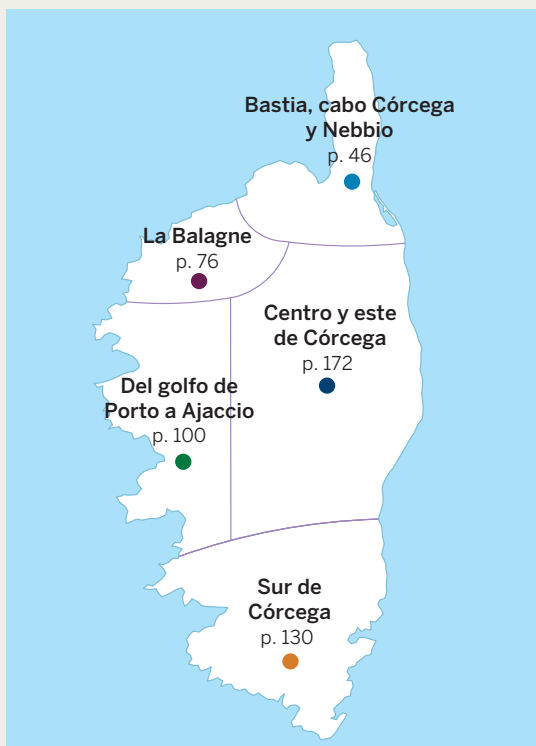 Bastia, cabo Córcega
y Nebbio
p. 46
La Balagne
p. 76
Centro y este
de Córcega
p. 172
Del golfo de
Porto a Ajaccio
p. 100
Sur de
Córcega
p. 130